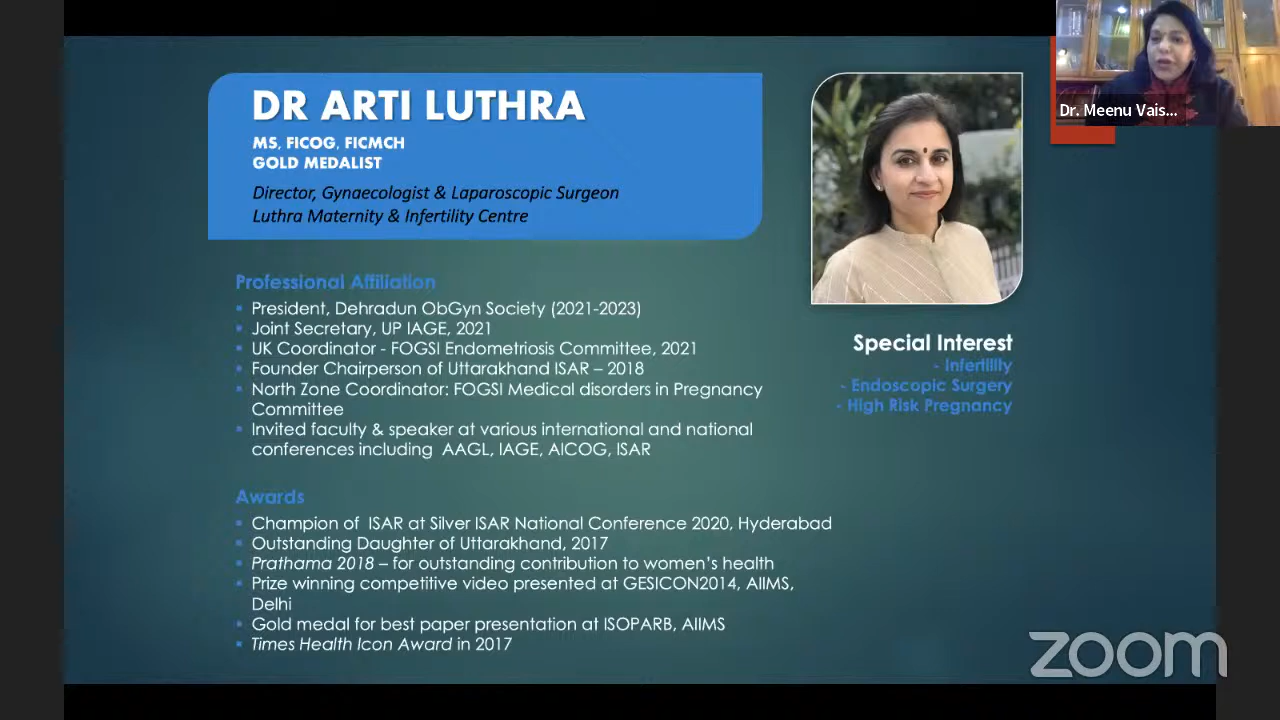 DR ARTI LUTHRA
MS, FICOG, FICMCH
GOLD MEDALIST
Director, Gynaecologist & Laparoscopic Surgeon
Luthra Maternity & Infertility Centre
Dr. Meenu Vais...
Professional Affiliation
President, Dehradun ObGyn Society (2021-2023)
Joint Secretary, UP IAGE, 2021
UK Coordinator - FOGSI Endometriosis Committee, 2021
Founder Chairperson of Uttarakhand ISAR – 2018
North Zone Coordinator: FOGSI Medical disorders in Pregnancy
Committee
Invited faculty & speaker at various international and national
conferences including AAGL, IAGE, AICOG, ISAR
Special Interest
- Infertility
- Endoscopic Surgery
- High Risk Pregnancy
Awards
Champion of ISAR at Silver ISAR National Conference 2020, Hyderabad
Outstanding Daughter of Uttarakhand, 2017
Prathama 2018 – for outstanding contribution to women's health
Prize winning competitive video presented at GESICON2014, AIIMS,
Delhi
Gold medal for best paper presentation at ISOPARB, AIIMS
Times Health Icon Award in 2017
zoom